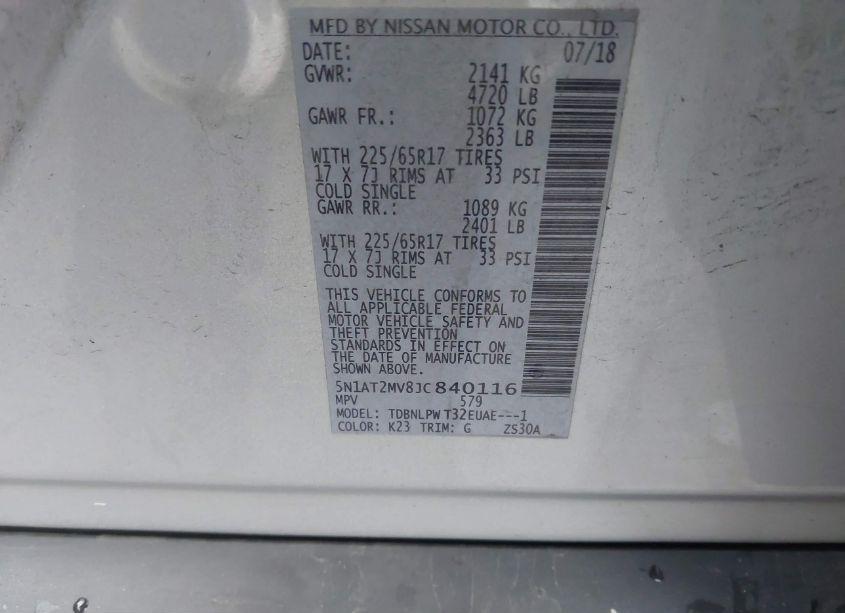 MFD BY NISSAN MOTOR CO., LTD.
DATE: 07/18
GVWR: 2141 KG
4720 LB
GAWR FR.: 1072 KG
2363 LB
WITH 225/65R17 TIRES
17 X 7J RIMS AT 33 PSI
COLD SINGLE
GAWR RR.: 1089 KG
2401 LB
WITH 225/65R17 TIRES
17 X 7J RIMS AT 33 PSI
COLD SINGLE
THIS VEHICLE CONFORMS TO
ALL APPLICABLE FEDERAL
MOTOR VEHICLE SAFETY AND
THEFT PREVENTION
STANDARDS IN EFFECT ON
THE DATE OF MANUFACTURE
SHOWN ABOVE.
5N1AT2MV8JC840116
MPV 579
MODEL: TDBNLPW T32EUAE---1
COLOR: K23 TRIM: G ZS30A